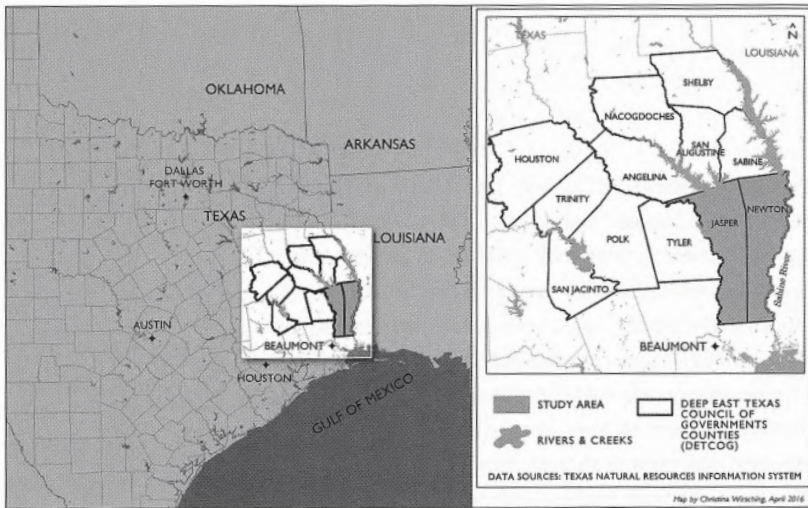 OKLAHOMA
ARKANSAS
DALLAS
FORT WORTH
TEXAS
LOUISIANA
AUSTIN
BEAUMONT
HOUSTON
GULF OF MEXICO
N
TEXAS
LOUISIANA
SHELBY
NACOGDOCHES
SAN
AUGUSTINE
SABINE
HOUSTON
ANGELINA
TRINITY
NEWTON
JASPER
POLK
TYLER
SAN JACINTO
Sabine River
BEAUMONT
STUDY AREA
RIVERS & CREEKS
DEEP EAST TEXAS
COUNCIL OF
GOVERNMENTS
COUNTIES
(DETCOG)
DATA SOURCES: TEXAS NATURAL RESOURCES INFORMATION SYSTEM
Map by Christina Wirsching, April 2016